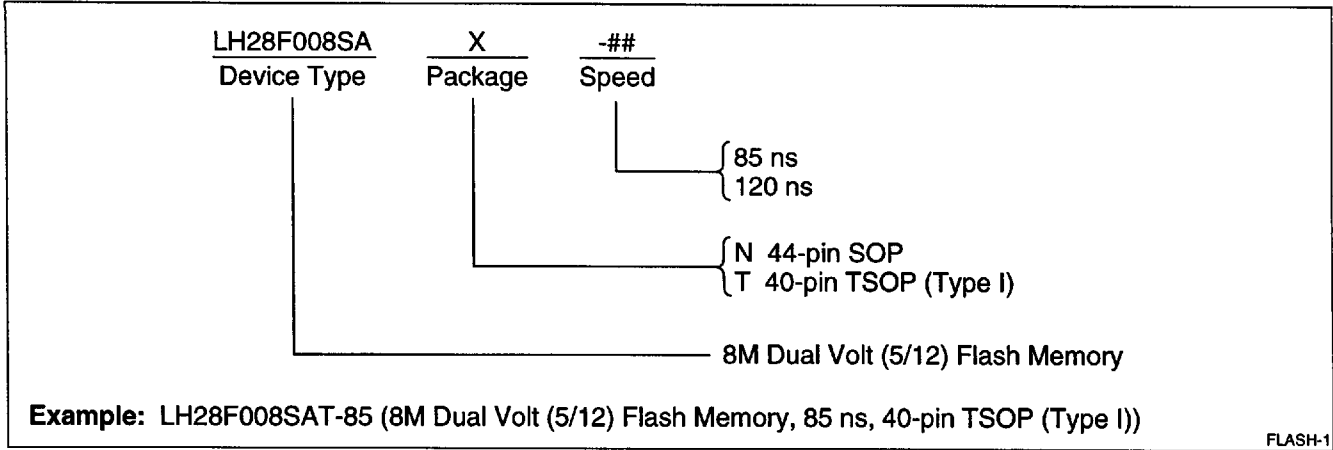 LH28F008SA X -##
Device Type Package Speed
85 ns
120 ns
N 44-pin SOP
T 40-pin TSOP (Type I)
8M Dual Volt (5/12) Flash Memory
Example: LH28F008SAT-85 (8M Dual Volt (5/12) Flash Memory, 85 ns, 40-pin TSOP (Type I))
FLASH-1